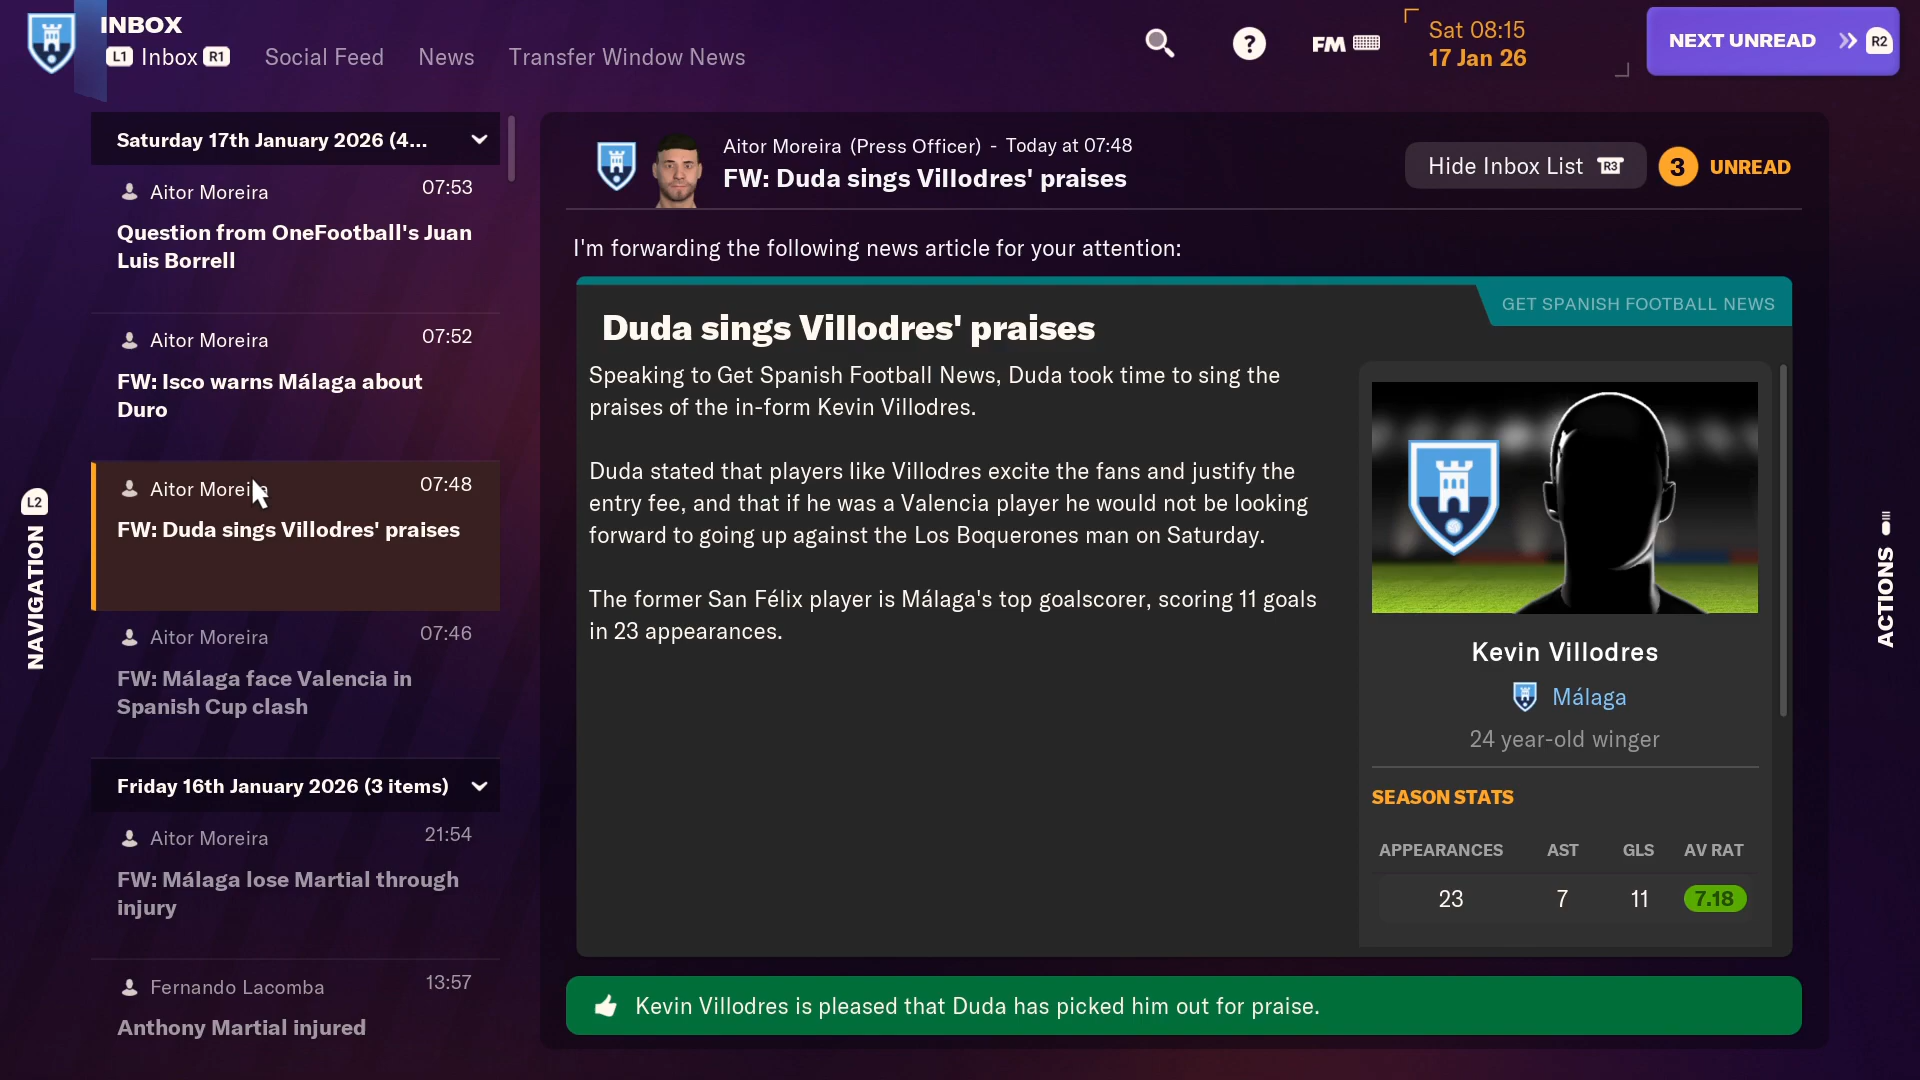 INBOX
L1 Inbox R1 Social Feed News Transfer Window News
?
FM
Sat 08:15
17 Jan 26
NEXT UNREAD R2
Saturday 17th January 2026 (4...
Aitor Moreira 07:53
Question from OneFootball's Juan
Luis Borrell
Aitor Moreira 07:52
FW: Isco warns Málaga about
Duro
Aitor Moreira 07:48
FW: Duda sings Villodres' praises
Aitor Moreira 07:46
FW: Málaga face Valencia in
Spanish Cup clash
Friday 16th January 2026 (3 items)
Aitor Moreira 21:54
FW: Málaga lose Martial through
injury
Fernando Lacomba 13:57
Anthony Martial injured
L2
NAVIGATION
Aitor Moreira (Press Officer) - Today at 07:48
FW: Duda sings Villodres' praises
Hide Inbox List R3
3 UNREAD
I'm forwarding the following news article for your attention:
GET SPANISH FOOTBALL NEWS
Duda sings Villodres' praises
Speaking to Get Spanish Football News, Duda took time to sing the
praises of the in-form Kevin Villodres.
Duda stated that players like Villodres excite the fans and justify the
entry fee, and that if he was a Valencia player he would not be looking
forward to going up against the Los Boquerones man on Saturday.
The former San Félix player is Málaga's top goalscorer, scoring 11 goals
in 23 appearances.
Kevin Villodres
Málaga
24 year-old winger
SEASON STATS
APPEARANCES AST GLS AV RAT
23 7 11 7.18
Kevin Villodres is pleased that Duda has picked him out for praise.
ACTIONS